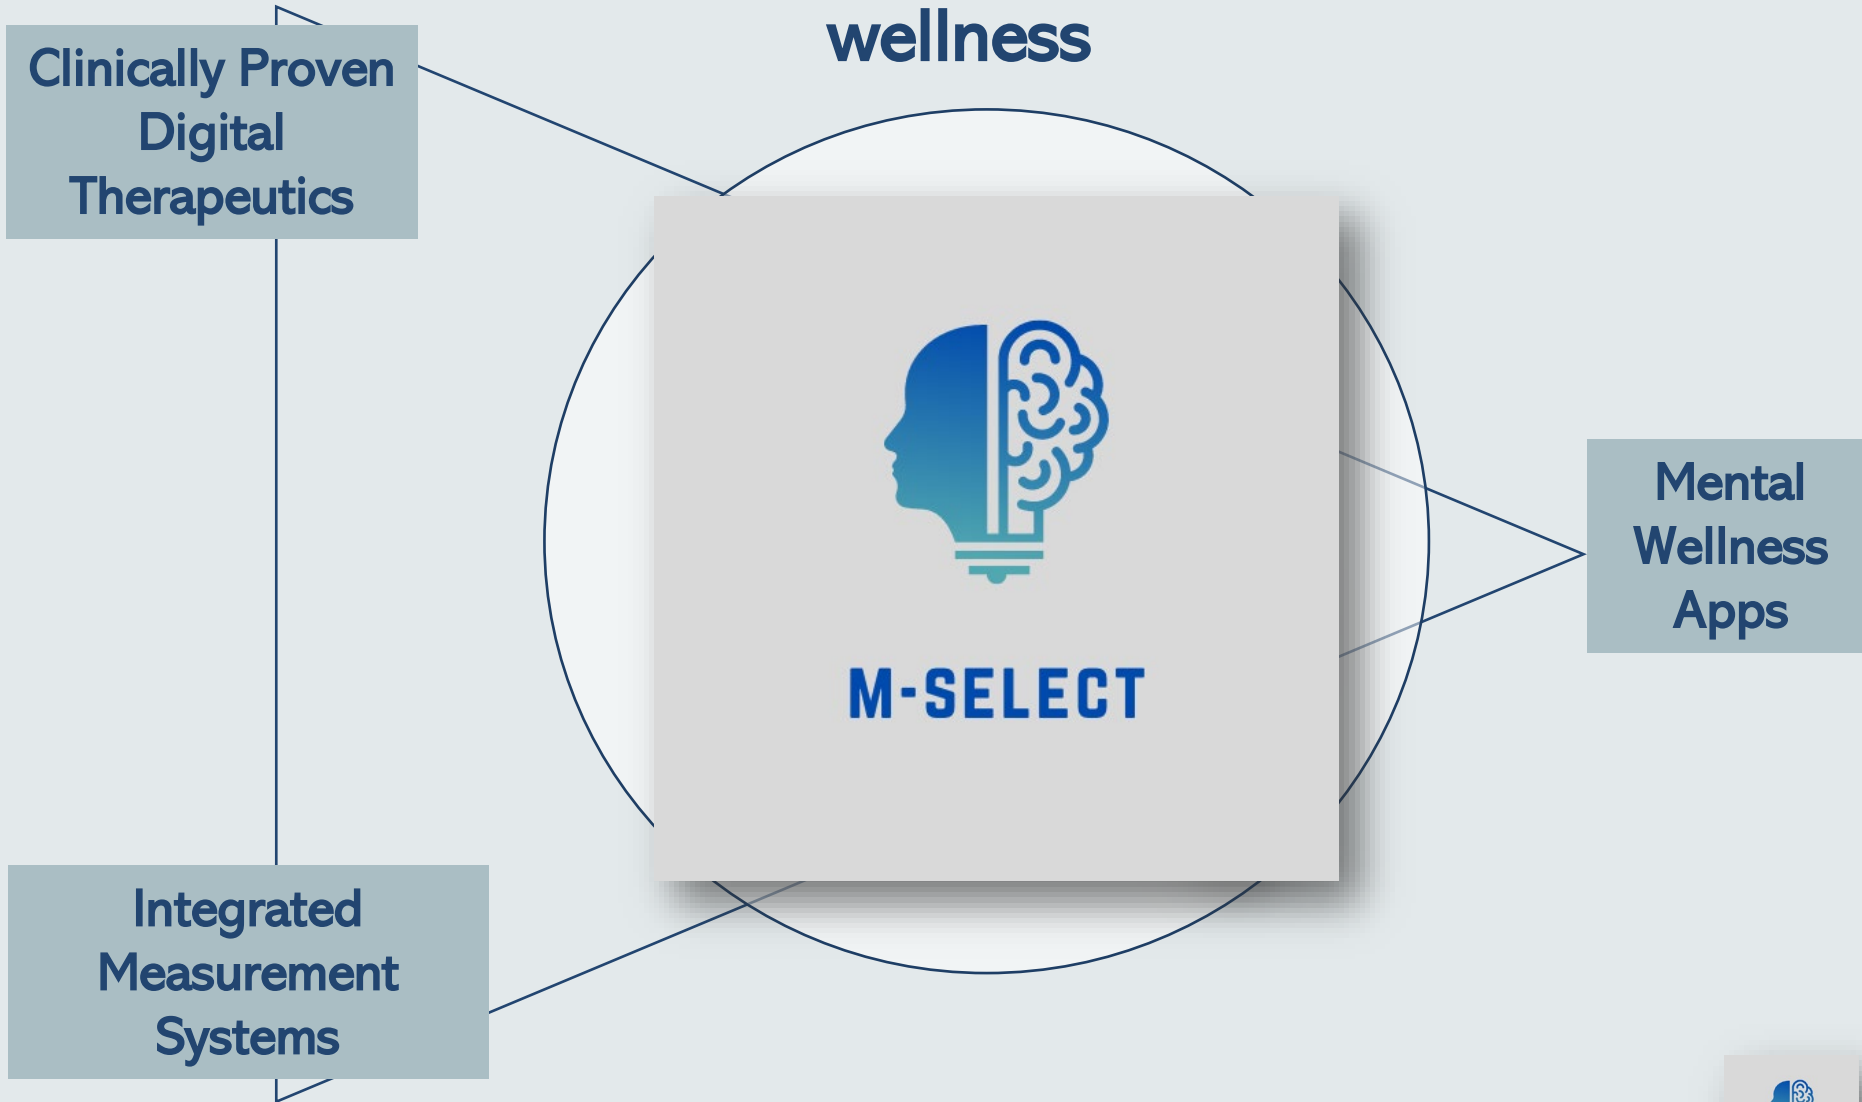 wellness
Clinically Proven
Digital
Therapeutics
M-SELECT
Mental
Wellness
Apps
Integrated
Measurement
Systems